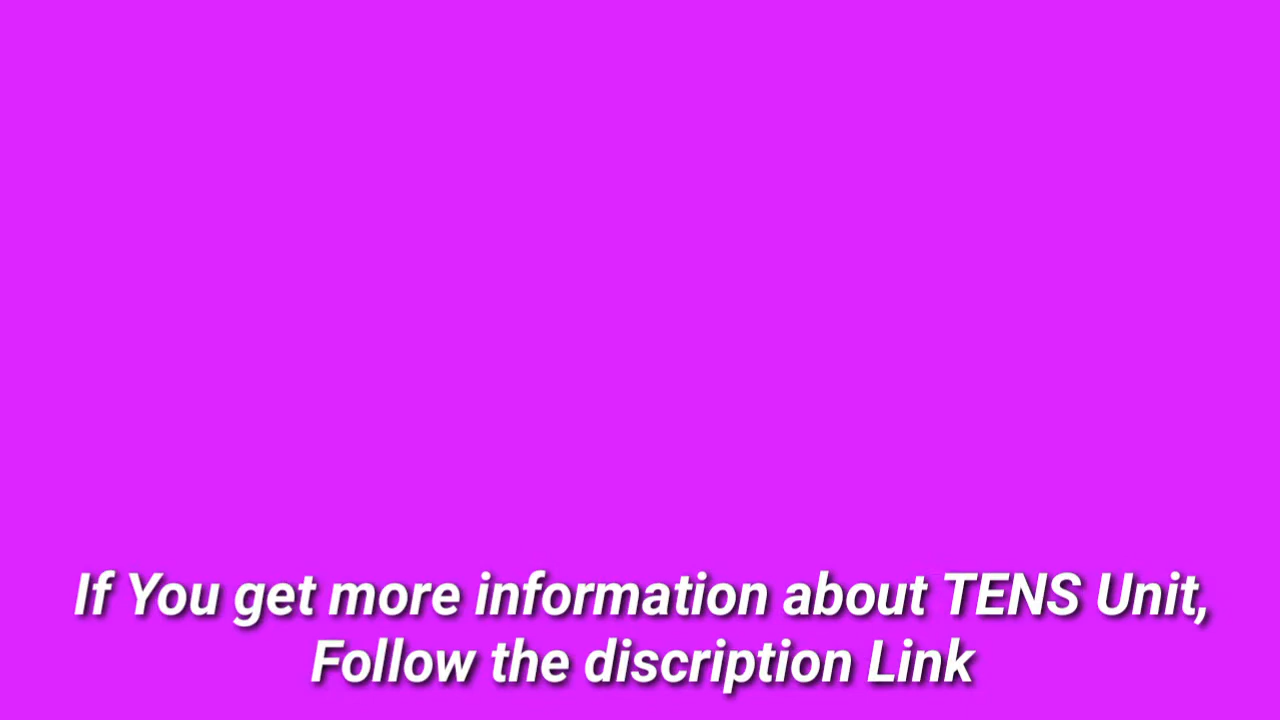 If You get more information about TENS Unit,
Follow the discription Link